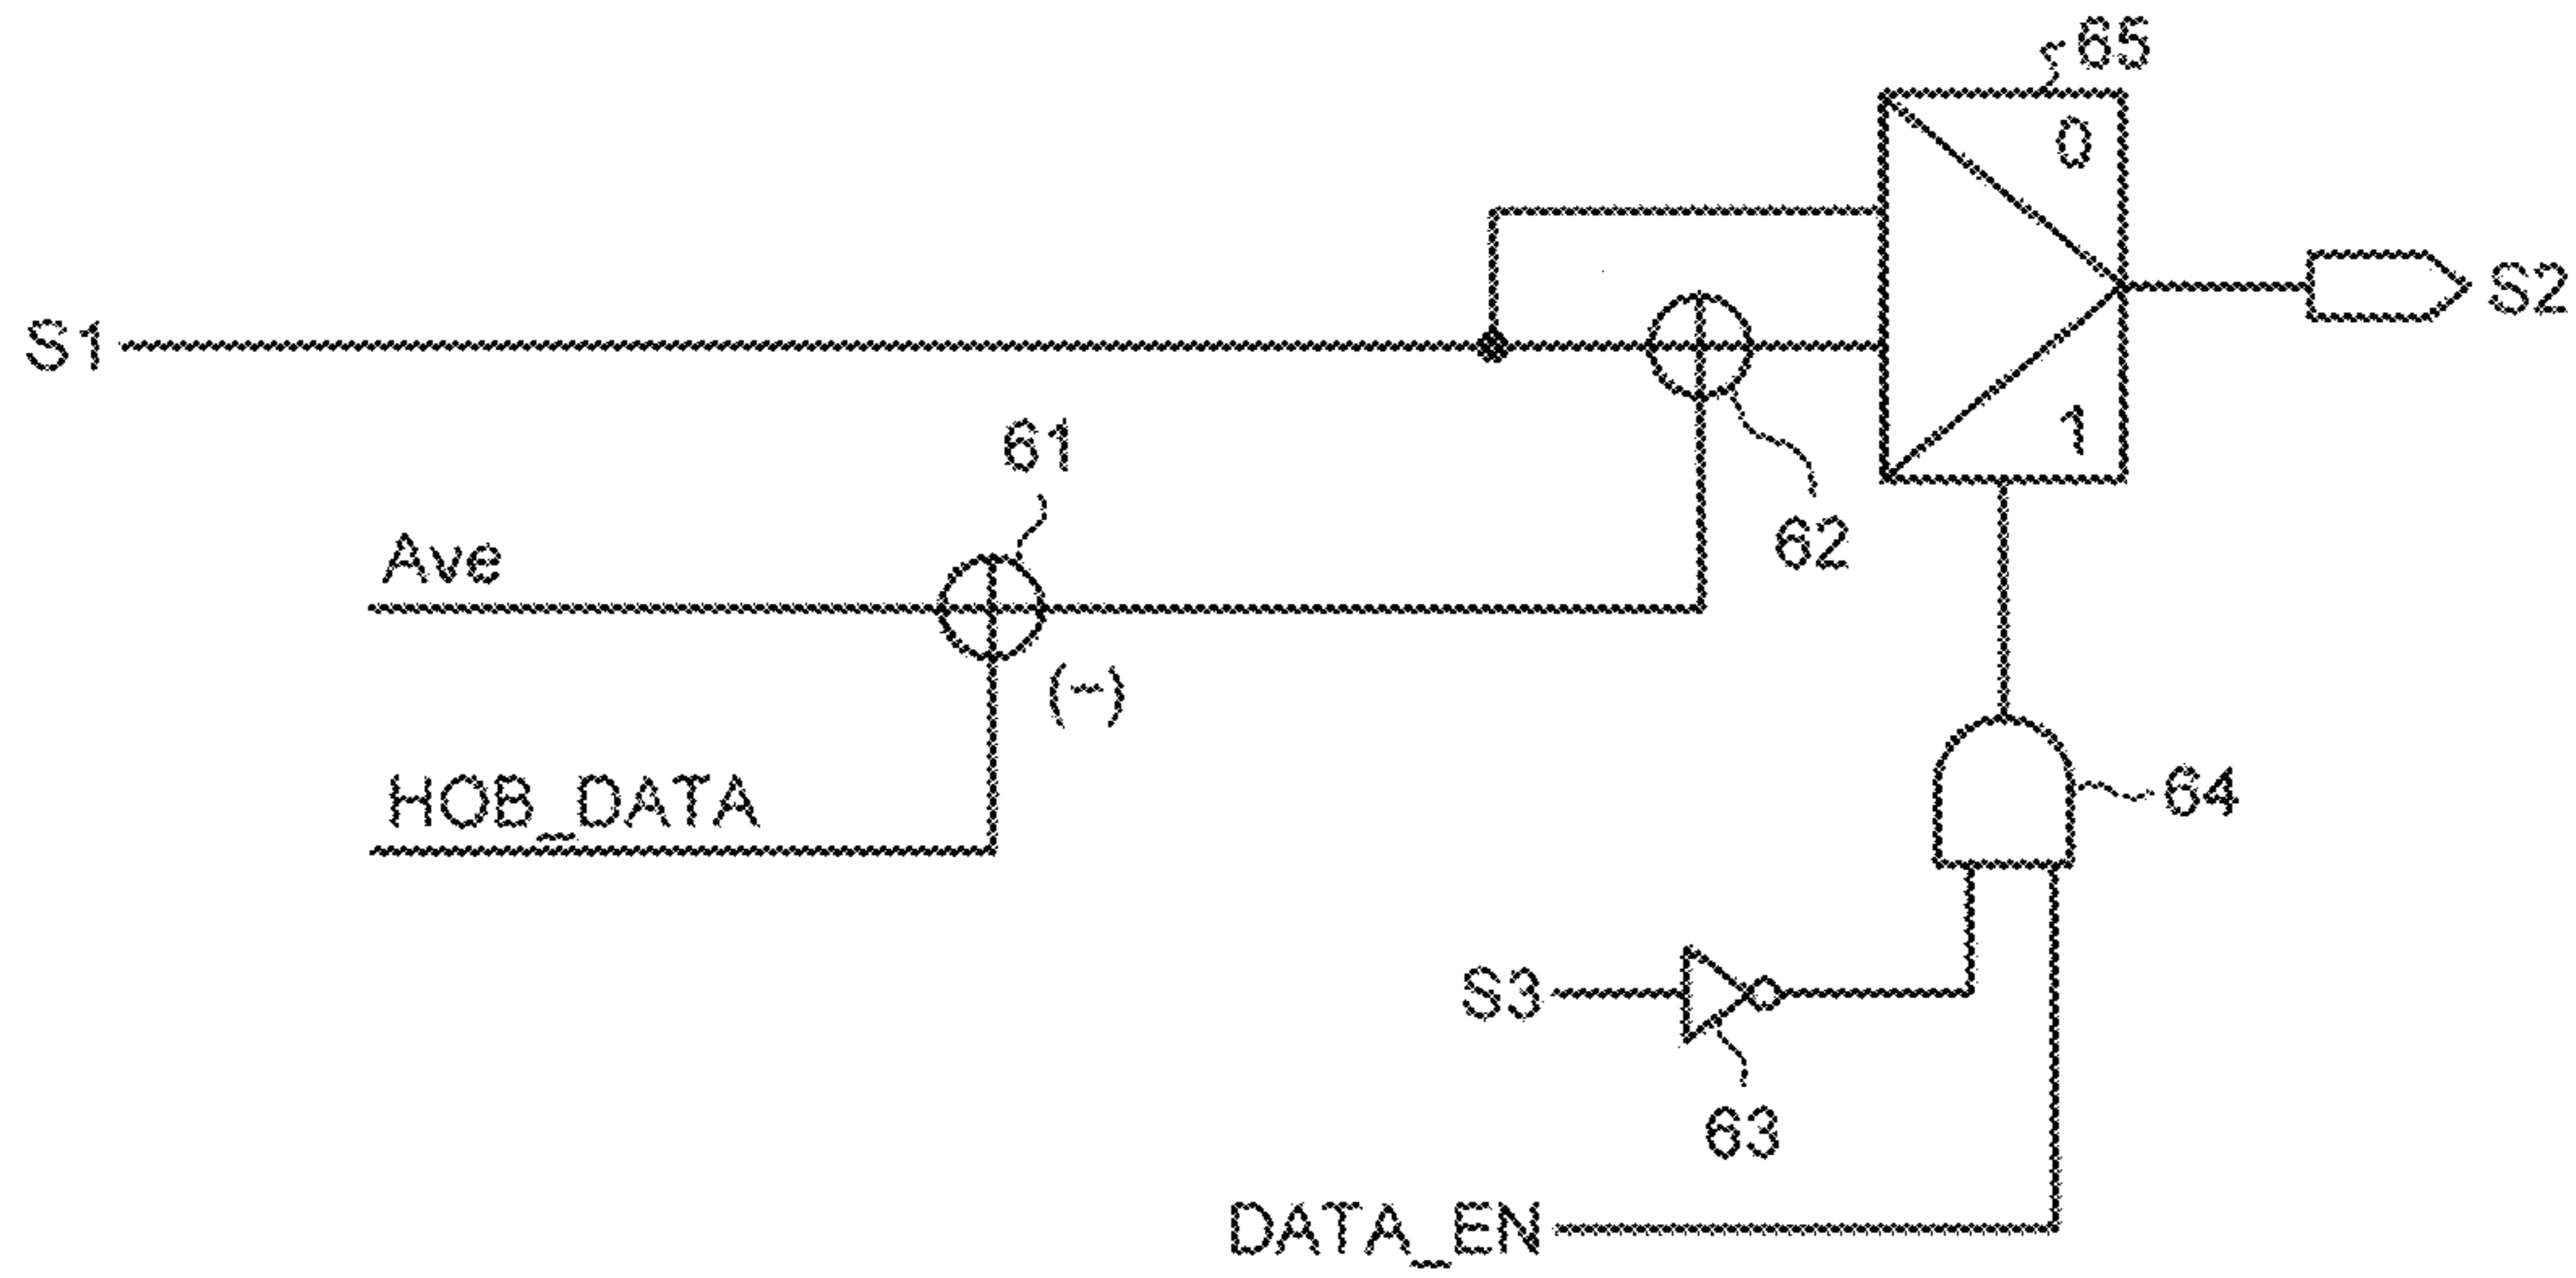 65
0
S1
S2
1
61
62
Ave
(-)
HOB_DATA
64
S3
63
DATA_EN